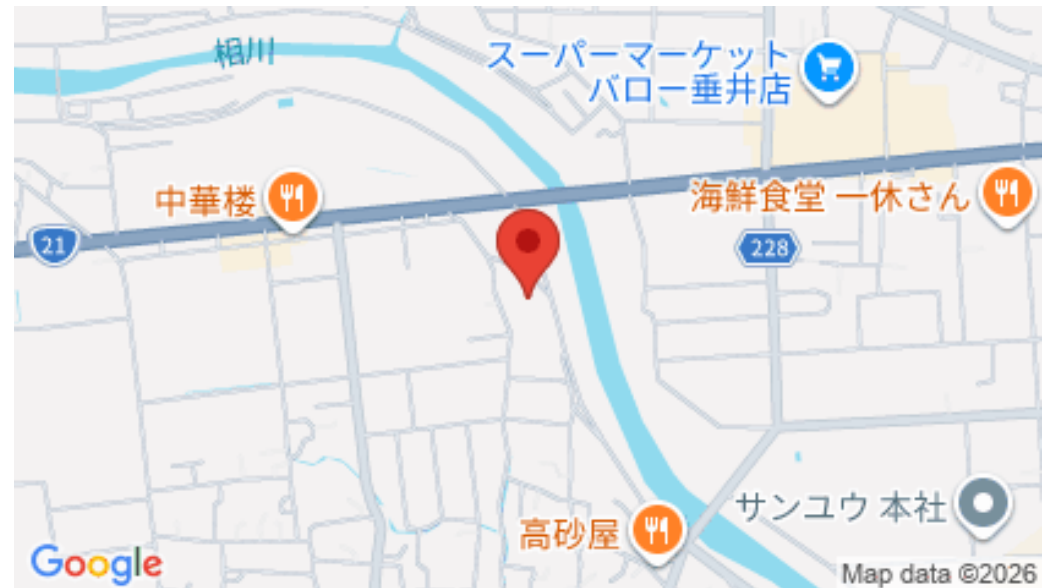 相川
スーパーマーケット
バロー垂井店
中華楼
海鮮食堂 一休さん
21
228
サンユウ 本社
高砂屋
Google
Map data ©2026